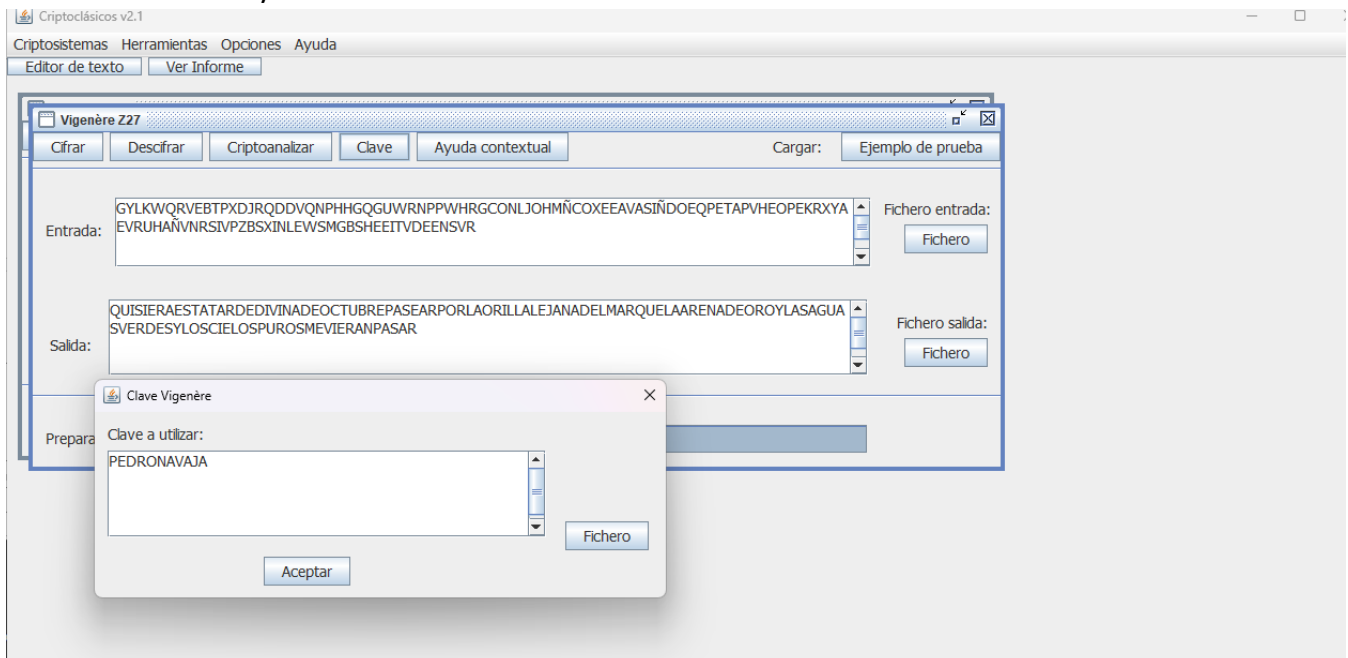 Criptoclásicos v2.1
Criptosistemas Herramientas Opciones Ayuda
Editor de texto Ver Informe
Vigenère Z27
Cifrar Descifrar Criptoanalizar Clave Ayuda contextual Cargar: Ejemplo de prueba
Entrada:
GYLKWQRVEBTPXDJRQDDVQNPHHGQGUWRNPPWHRGCONLJOHMÑCOXEEAVASIÑDOEQPETAPVHEOPEKRXYA
EVRUHAÑVNRSIVPZBSXINLEWSMGBSHEEITVDEENSVR
Fichero entrada:
Fichero
Salida:
QUISIERAESTATARDEDIVINADEOCTUBREPASEARPORLAORILLALEJANADELMARQUELAARENADEOROYLASAGUA
SVERDESYLOSCIELOSPUROSMEVIERANPASAR
Fichero salida:
Fichero
Prepara
Clave Vigenère
Clave a utilizar:
PEDRONAVAJA
Fichero
Aceptar